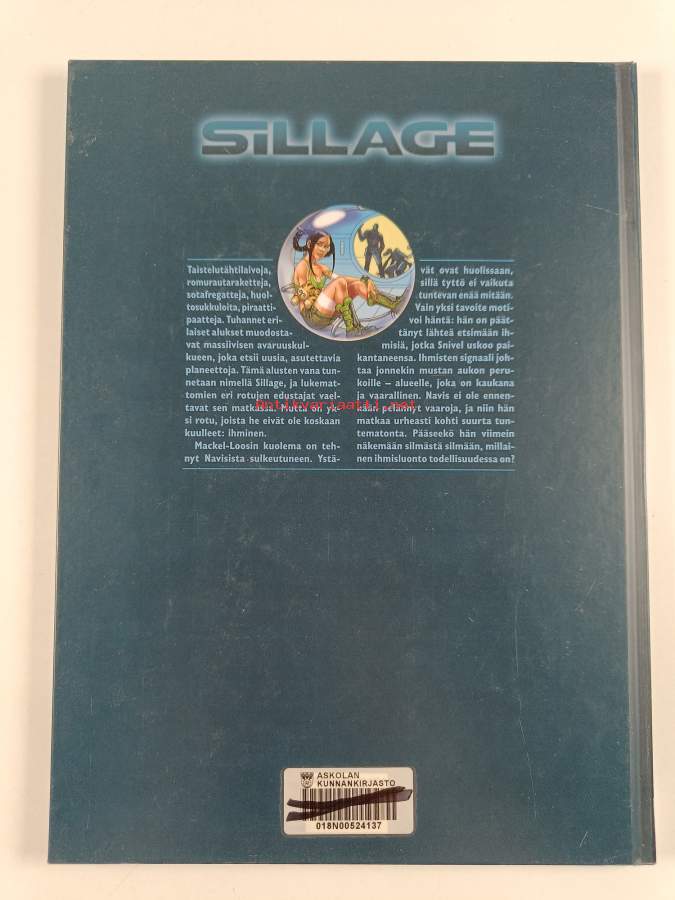 SILLAGE
Taistelutähtilaivoja,
romurautaraketteja,
sotafregatteja, huol-
tosukkuloita, piraatti-
paatteja. Tuhannet eri-
laiset alukset muodosta-
vat massiivisen avaruuskul-
kueen, joka etsii uusia, asutettavia
planeettoja. Tämä alusten vana tun-
netaan nimellä Sillage, ja lukemat-
tomien eri rotujen edustajat vael-
tavat sen matkassa. Mutta on yk-
si rotu, joista he eivät ole koskaan
kuulleet: ihminen.
Mackel-Loosin kuolema on teh-
nyt Navisista sulkeutuneen. Ystä-
vät ovat huolissaan,
sillä tyttö ei vaikuta
tuntevan enää mitään.
Vain yksi tavoite moti-
voi häntä: hän on päät-
tänyt lähteä etsimään ih-
misiä, jotka Snivel uskoo pai-
kantaneensa. Ihmisten signaali joh-
taa jonnekin mustan aukon peru-
koille – alueelle, joka on kaukana
ja vaarallinen. Navis ei ole ennen-
kään pelännyt vaaroja, ja niin hän
matkaa urheasti kohti suurta tun-
tematonta. Pääseekö hän viimein
näkemään silmästä silmään, millai-
nen ihmisluonto todellisuudessa on?
Antikvariaatti.net
ASKOLAN
KUNNANKIRJASTO
018N00524137